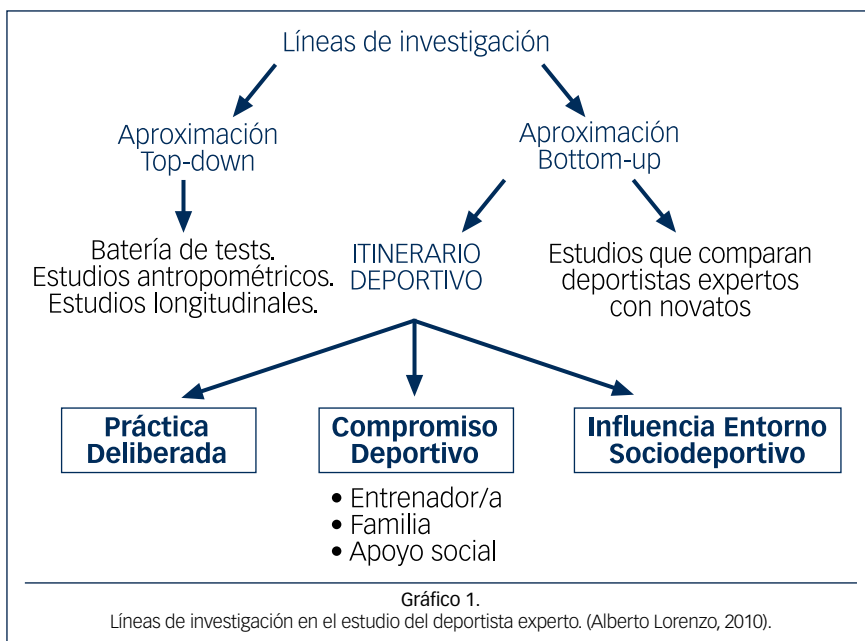 Líneas de investigación
Aproximación
Top-down
Aproximación
Bottom-up
Batería de tests.
Estudios antropométricos.
Estudios longitudinales.
ITINERARIO
DEPORTIVO
Estudios que comparan
deportistas expertos
con novatos
Práctica
Deliberada
Compromiso
Deportivo
• Entrenador/a
• Familia
• Apoyo social
Influencia Entorno
Sociodeportivo
Gráfico 1.
Líneas de investigación en el estudio del deportista experto. (Alberto Lorenzo, 2010).